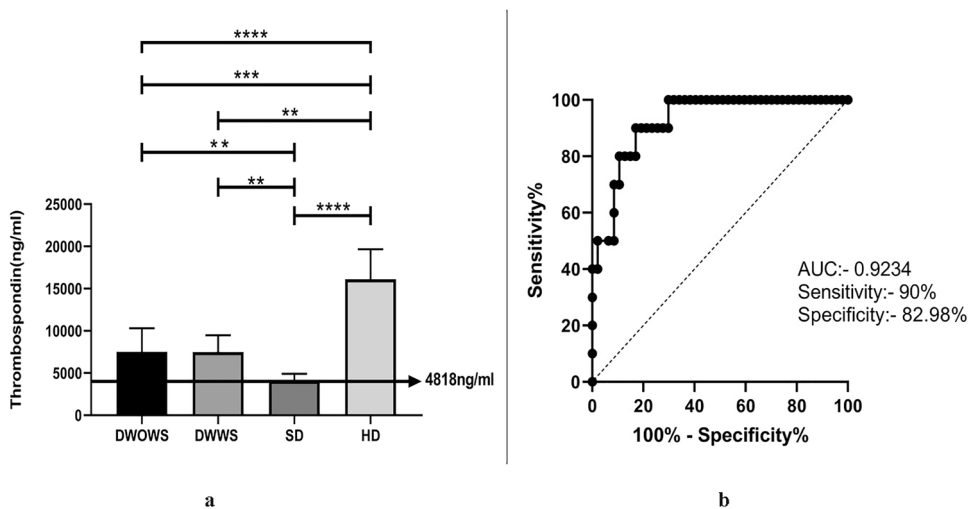 ****
***
**
**
**
****
Thrombospondin(ng/ml)
25000
20000
15000
10000
5000
0
4818ng/ml
DWOWS DWWS SD HD
a
Sensitivity%
100
80
60
40
20
0
AUC:- 0.9234
Sensitivity:- 90%
Specificity:- 82.98%
0 20 40 60 80 100
100% - Specificity%
b